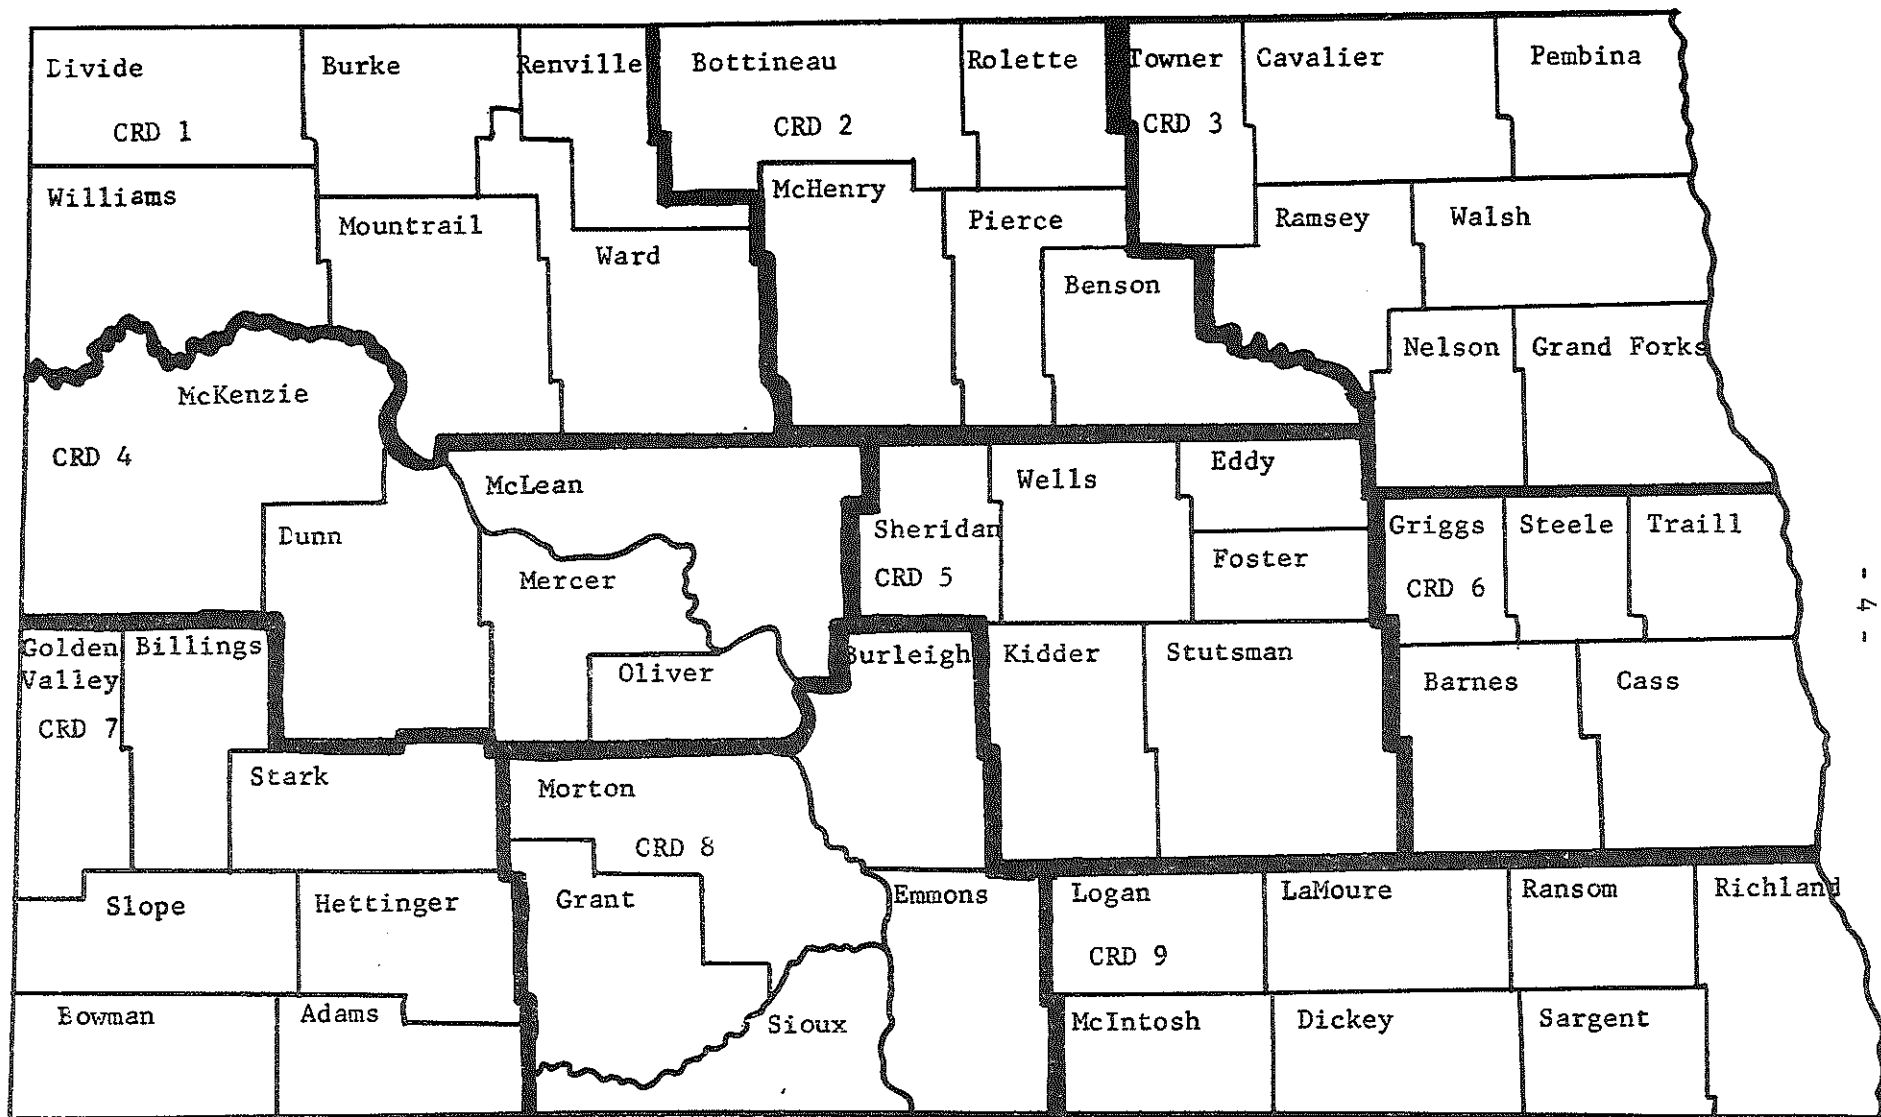 Divide
Burke
Renville
Bottineau
Rolette
Towner
Cavalier
Pembina
CRD 1
CRD 2
CRD 3
Williams
Mountrail
Ward
McHenry
Pierce
Benson
Ramsey
Walsh
McKenzie
Nelson
Grand Forks
CRD 4
Dunn
McLean
Mercer
Oliver
Sheridan
CRD 5
Wells
Eddy
Foster
Griggs
CRD 6
Steele
Traill
Golden
Valley
CRD 7
Billings
Burleigh
Kidder
Stutsman
Barnes
Cass
Stark
Morton
CRD 8
Slope
Hettinger
Grant
Emmons
Logan
CRD 9
LaMoure
Ransom
Richland
Bowman
Adams
Sioux
McIntosh
Dickey
Sargent
- 4 -